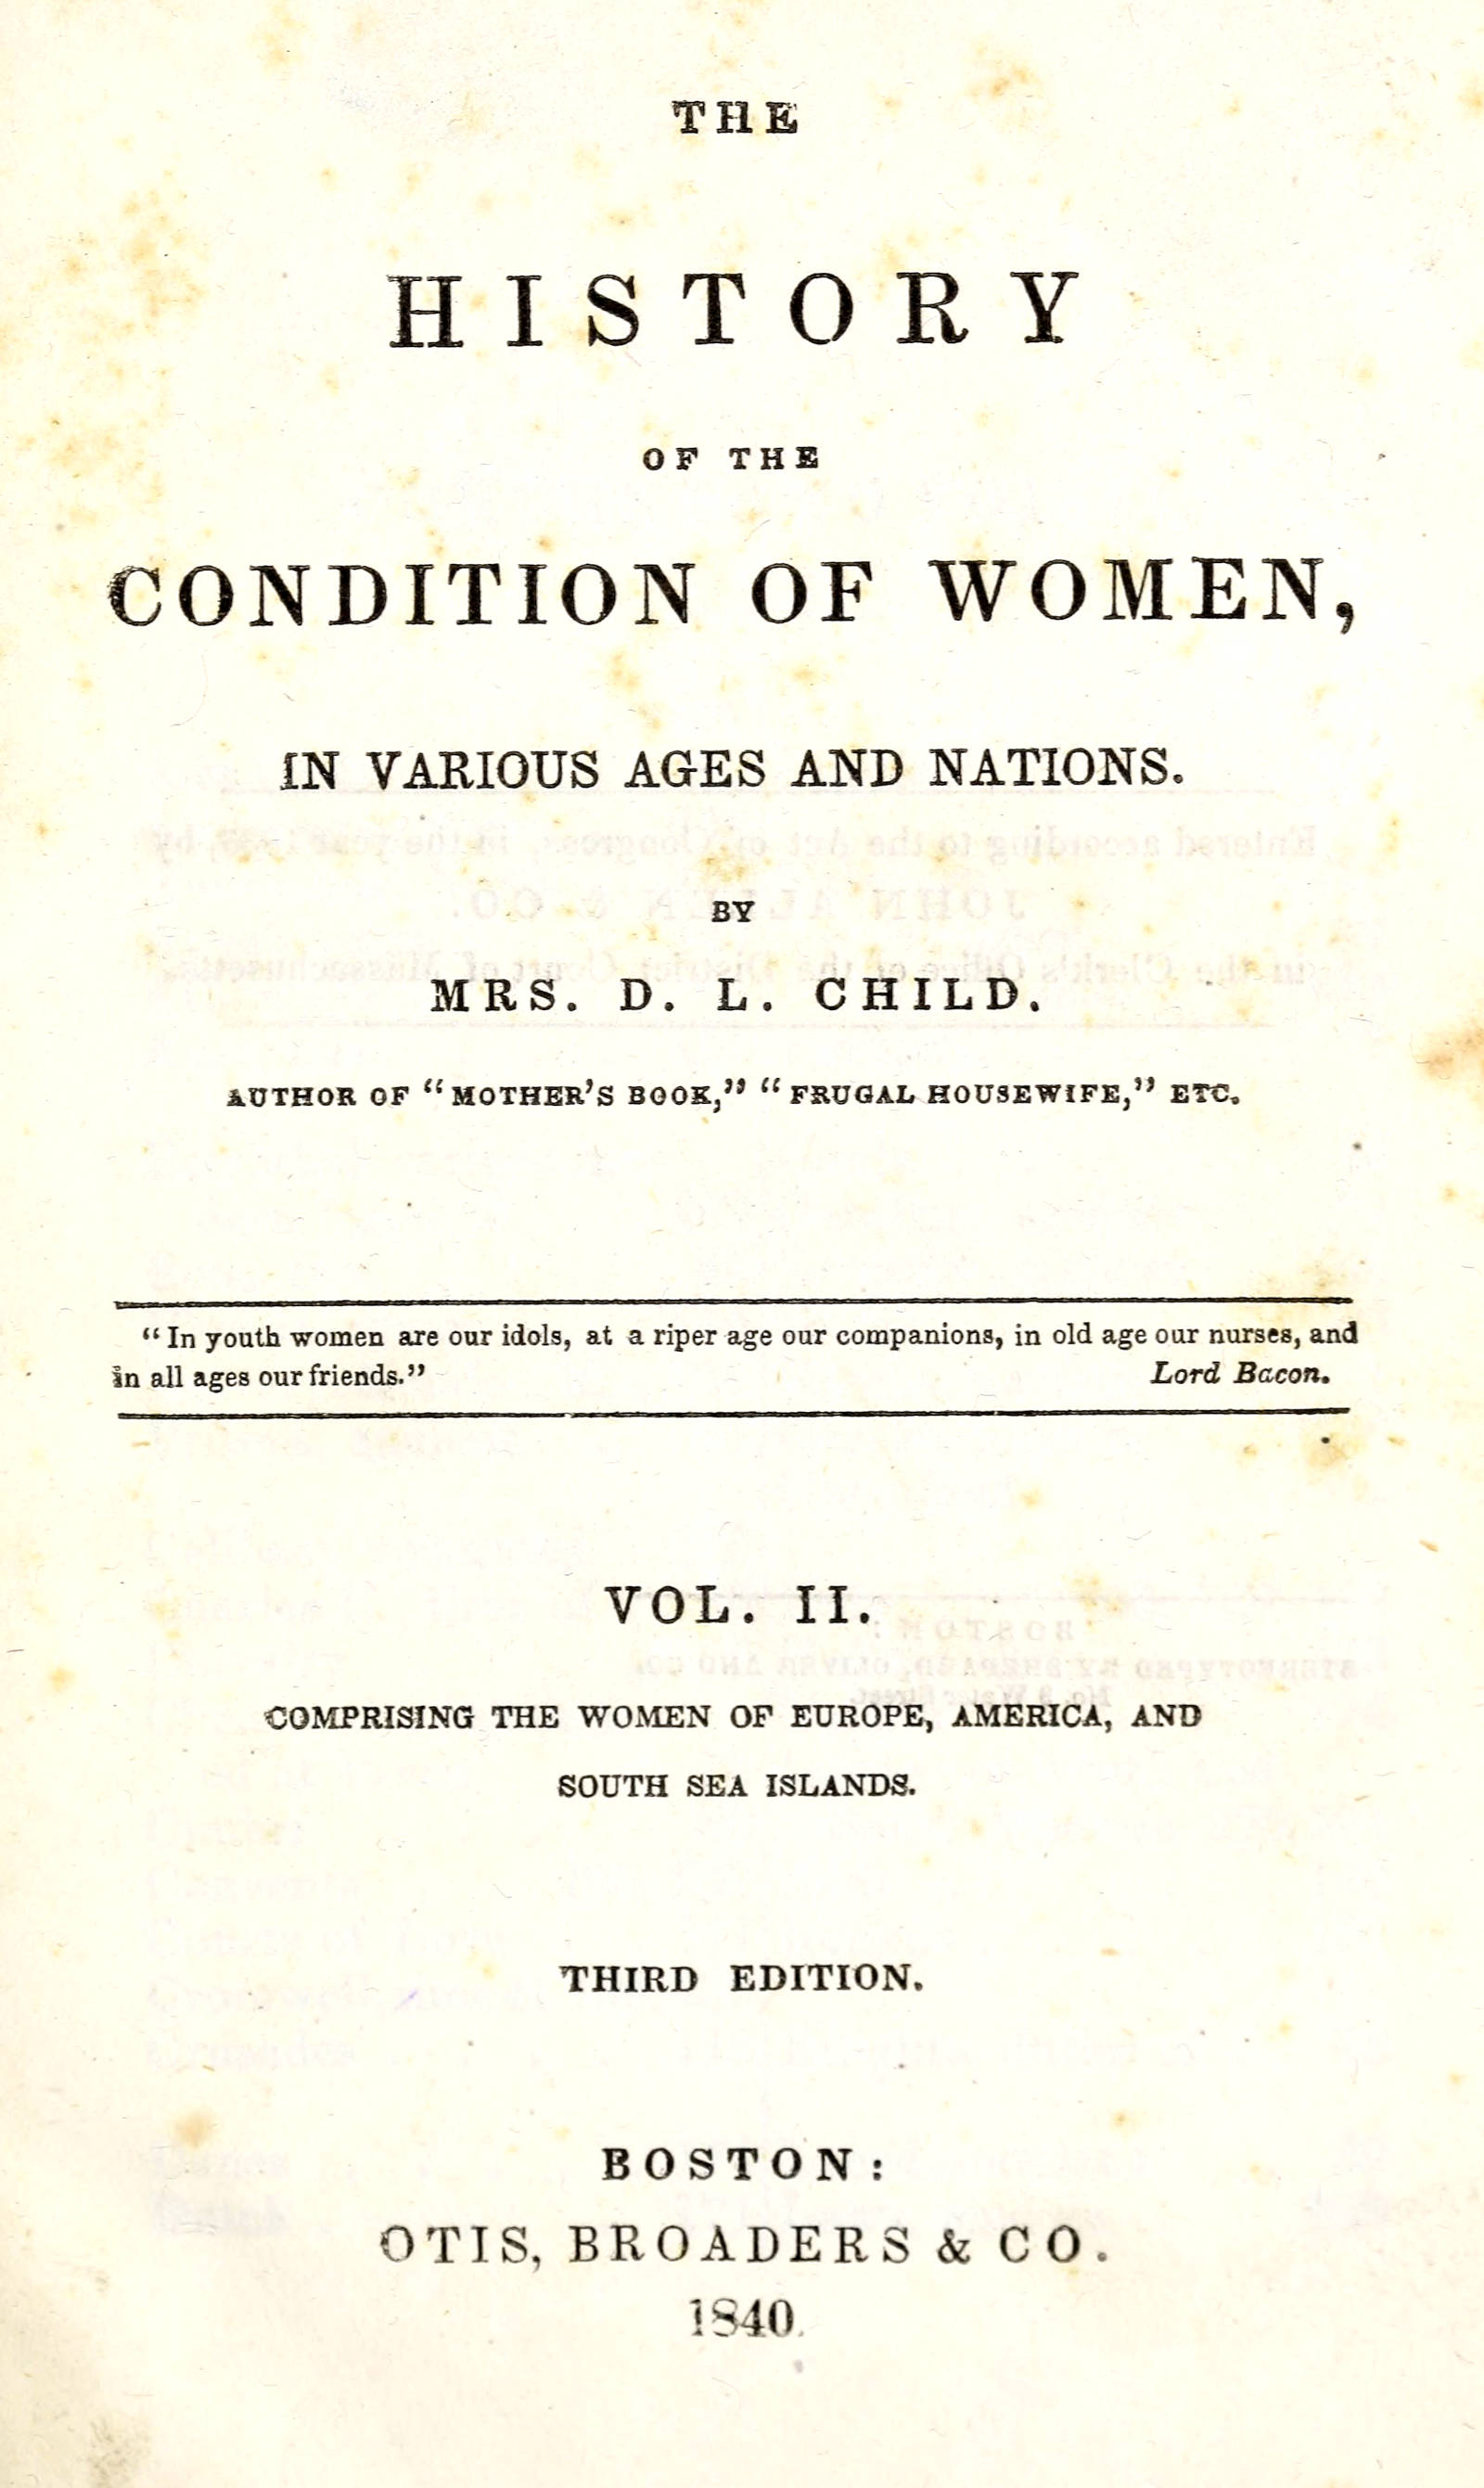 THE
HISTORY
OF THE
CONDITION OF WOMEN,
IN VARIOUS AGES AND NATIONS.
BY
MRS. D. L. CHILD.
AUTHOR OF “MOTHER'S BOOK,” “FRUGAL HOUSEWIFE,” ETC.
“In youth women are our idols, at a riper age our companions, in old age our nurses, and
in all ages our friends.” Lord Bacon.
VOL. II.
COMPRISING THE WOMEN OF EUROPE, AMERICA, AND
SOUTH SEA ISLANDS.
THIRD EDITION.
BOSTON:
OTIS, BROADERS & CO.
1840.